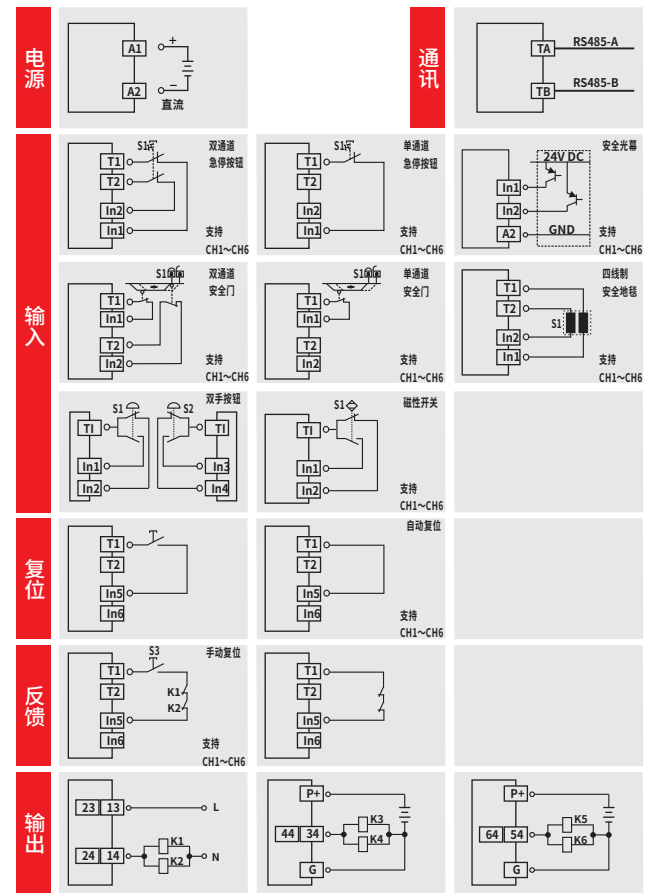 电源
A1
+
A2
−
直流
通讯
TA
RS485-A
TB
RS485-B
输入
S1
双通道
急停按钮
T1
T2
In2
In1
支持
CH1～CH6
S1
单通道
急停按钮
T1
T2
In2
In1
支持
CH1～CH6
安全光幕
24V DC
In1
In2
A2
GND
支持
CH1～CH6
S1
双通道
安全门
T1
In1
T2
In2
支持
CH1～CH6
S1
单通道
安全门
T1
In1
T2
In2
支持
CH1～CH6
四线制
安全地毯
T1
T2
S1
In2
In1
支持
CH1～CH6
双手按钮
S1
S2
TI
TI
In1
In3
In2
In4
磁性开关
S1
TI
In1
In2
支持
CH1～CH6
复位
T1
T2
In5
In6
自动复位
T1
T2
In5
In6
支持
CH1～CH6
反馈
S3
手动复位
T1
T2
K1
K2
In5
In6
支持
CH1～CH6
T1
T2
In5
In6
输出
23 13
L
24 14
K1
K2
N
P+
44 34
K3
K4
G
P+
64 54
K5
K6
G